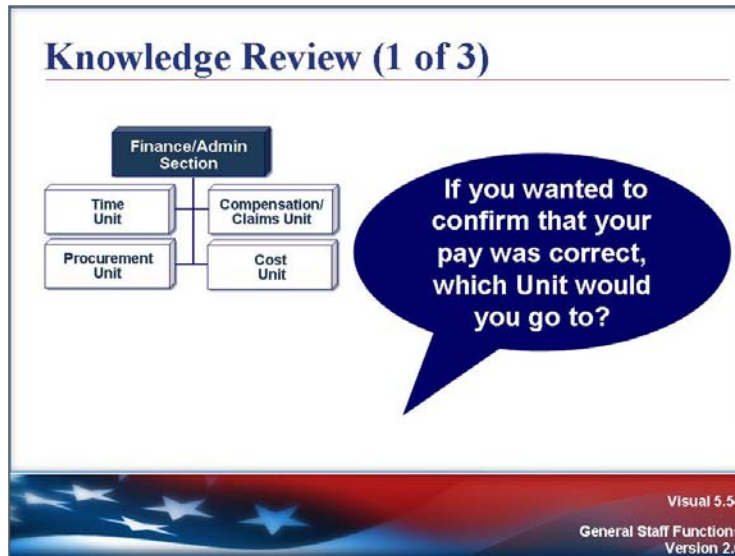 Knowledge Review (1 of 3)
Finance/Admin
Section
Time
Unit
Compensation/
Claims Unit
Procurement
Unit
Cost
Unit
If you wanted to
confirm that your
pay was correct,
which Unit would
you go to?
Visual 5.5
General Staff Function
Version 2.